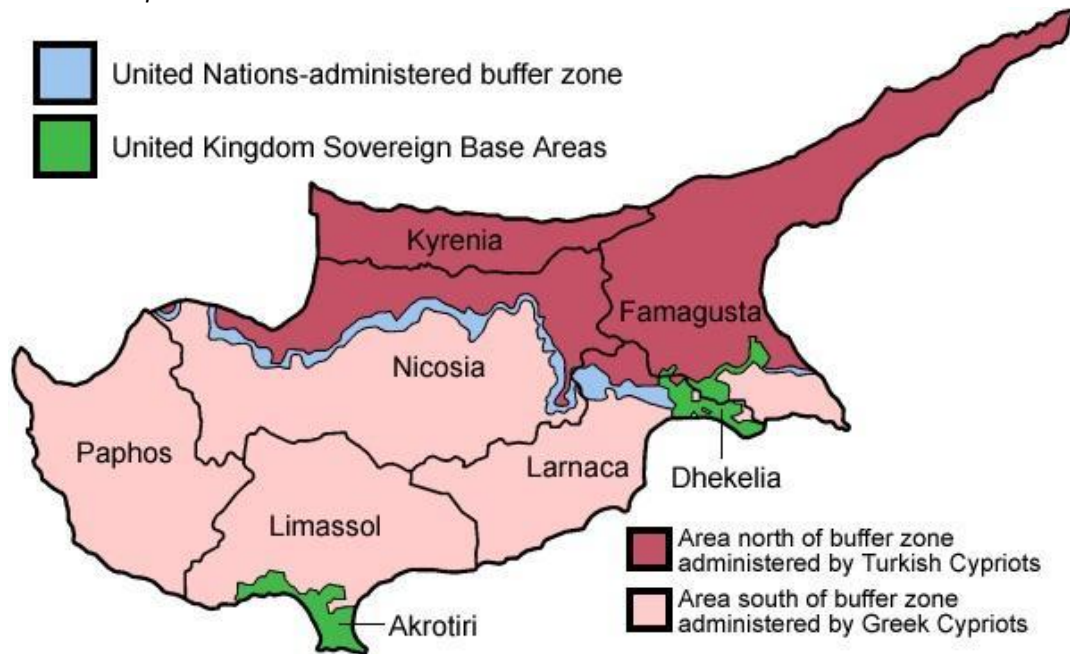 United Nations-administered buffer zone
United Kingdom Sovereign Base Areas
Kyrenia
Famagusta
Nicosia
Paphos
Larnaca
Dhekelia
Limassol
Akrotiri
Area north of buffer zone
administered by Turkish Cypriots
Area south of buffer zone
administered by Greek Cypriots